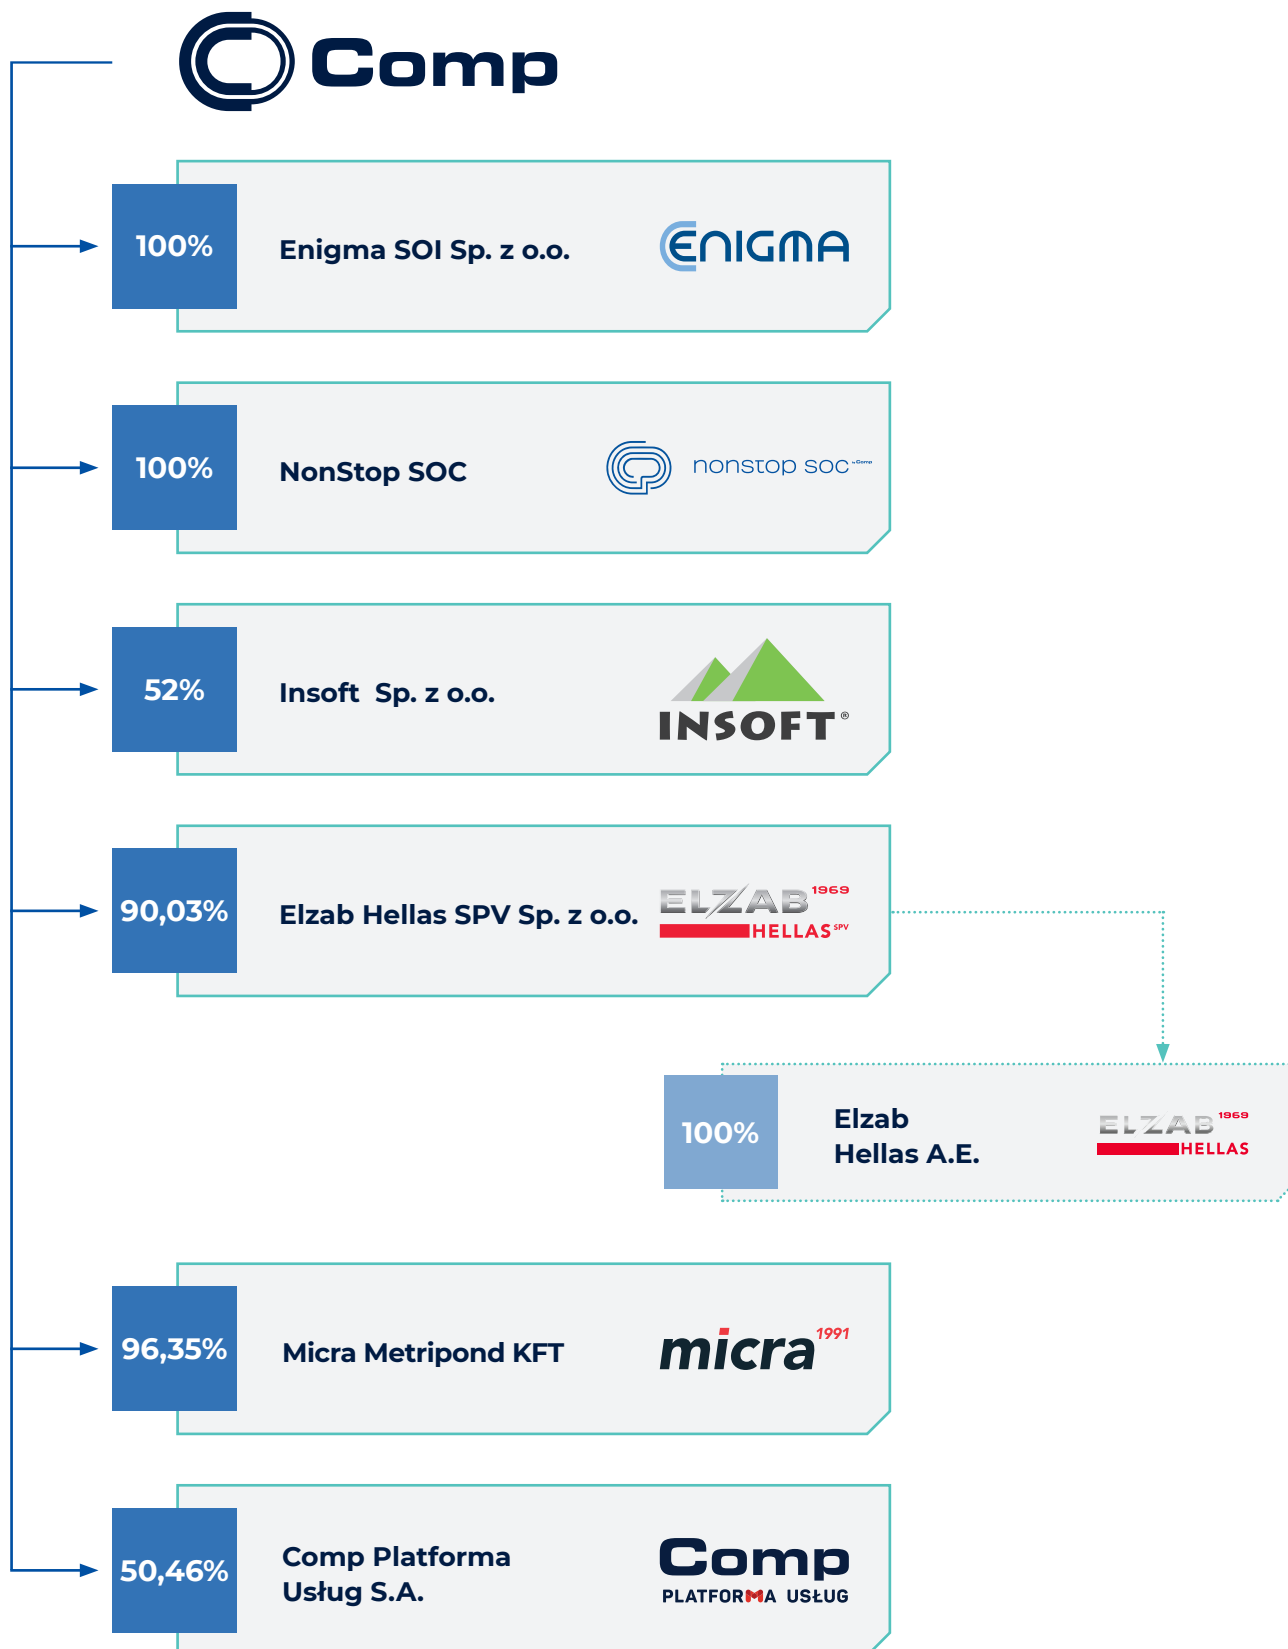 Comp
100%
Enigma SOI Sp. z o.o.
ENIGMA
100%
NonStop SOC
nonstop soc by Comp
52%
Insoft Sp. z o.o.
INSOFT®
90,03%
Elzab Hellas SPV Sp. z o.o.
ELZAB 1969
HELLAS SPV
100%
Elzab
Hellas A.E.
ELZAB 1969
HELLAS
96,35%
Micra Metripond KFT
micra 1991
50,46%
Comp Platforma
Usług S.A.
Comp
PLATFORMA USŁUG